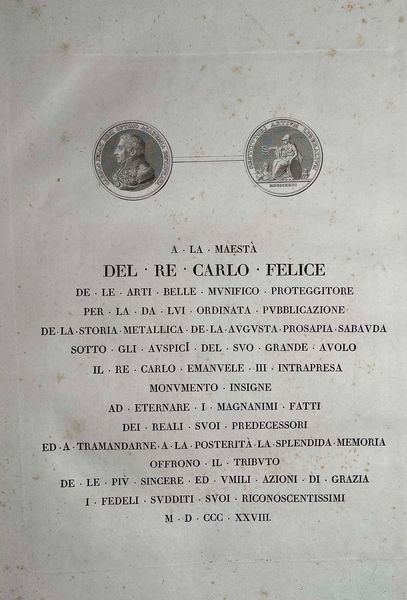 A · LA · MAESTÀ
DEL · RE · CARLO · FELICE
DE · LE · ARTI · BELLE · MVNIFICO · PROTEGGITORE
PER · LA · DA · LVI · ORDINATA · PVBBLICAZIONE
DE · LA · STORIA · METALLICA · DE · LA · AVGVSTA · PROSAPIA · SABAVDA
SOTTO · GLI · AVSPICĬ · DEL · SVO · GRANDE · AVOLO
IL · RE · CARLO · EMANVELE · III · INTRAPRESA
MONVMENTO · INSIGNE
AD · ETERNARE · I · MAGNANIMI · FATTI
DEI · REALI · SVOI · PREDECESSORI
ED · A · TRAMANDARNE · A · LA · POSTERITÀ · LA · SPLENDIDA · MEMORIA
OFFRONO · IL · TRIBVTO
DE · LE · PIV̀ · SINCERE · ED · VMILI · AZIONI · DI · GRAZIA
I · FEDELI · SVDDITI · SVOI · RICONOSCENTISSIMI
M · D · CCC · XXVIII.